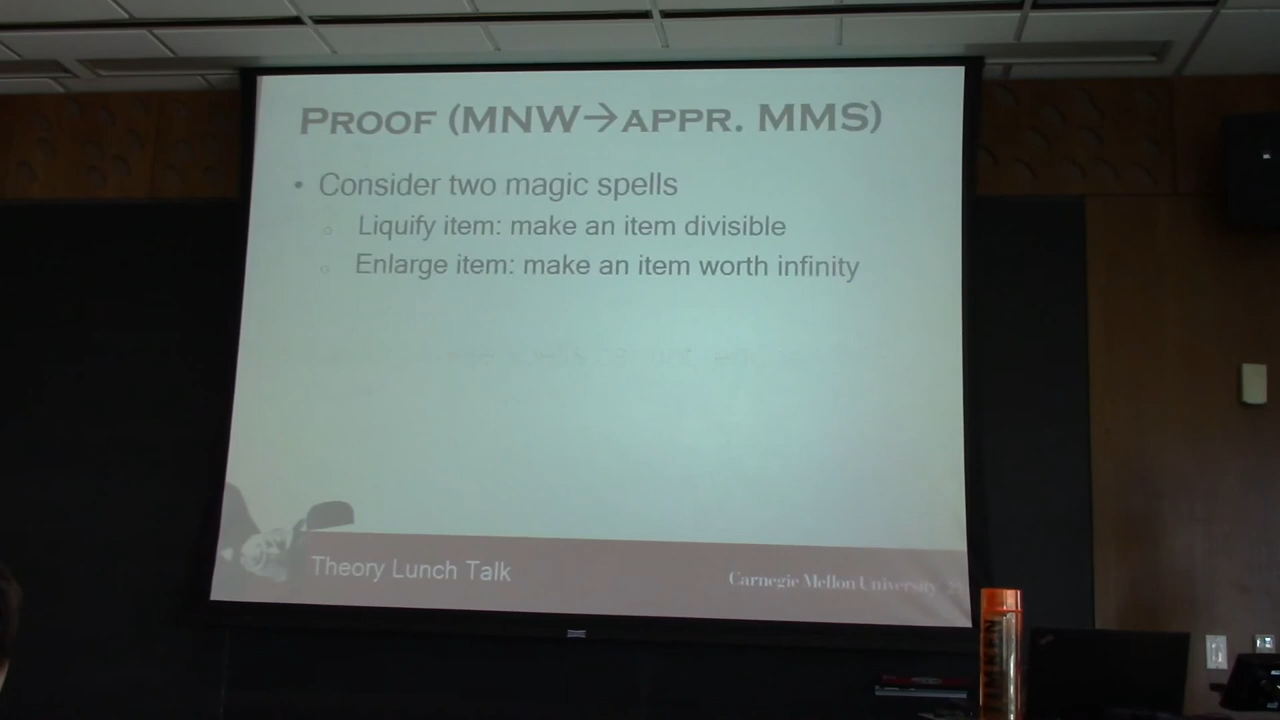 PROOF (MNW→APPR. MMS)
• Consider two magic spells
○ Liquify item: make an item divisible
○ Enlarge item: make an item worth infinity
Theory Lunch Talk
Carnegie Mellon University